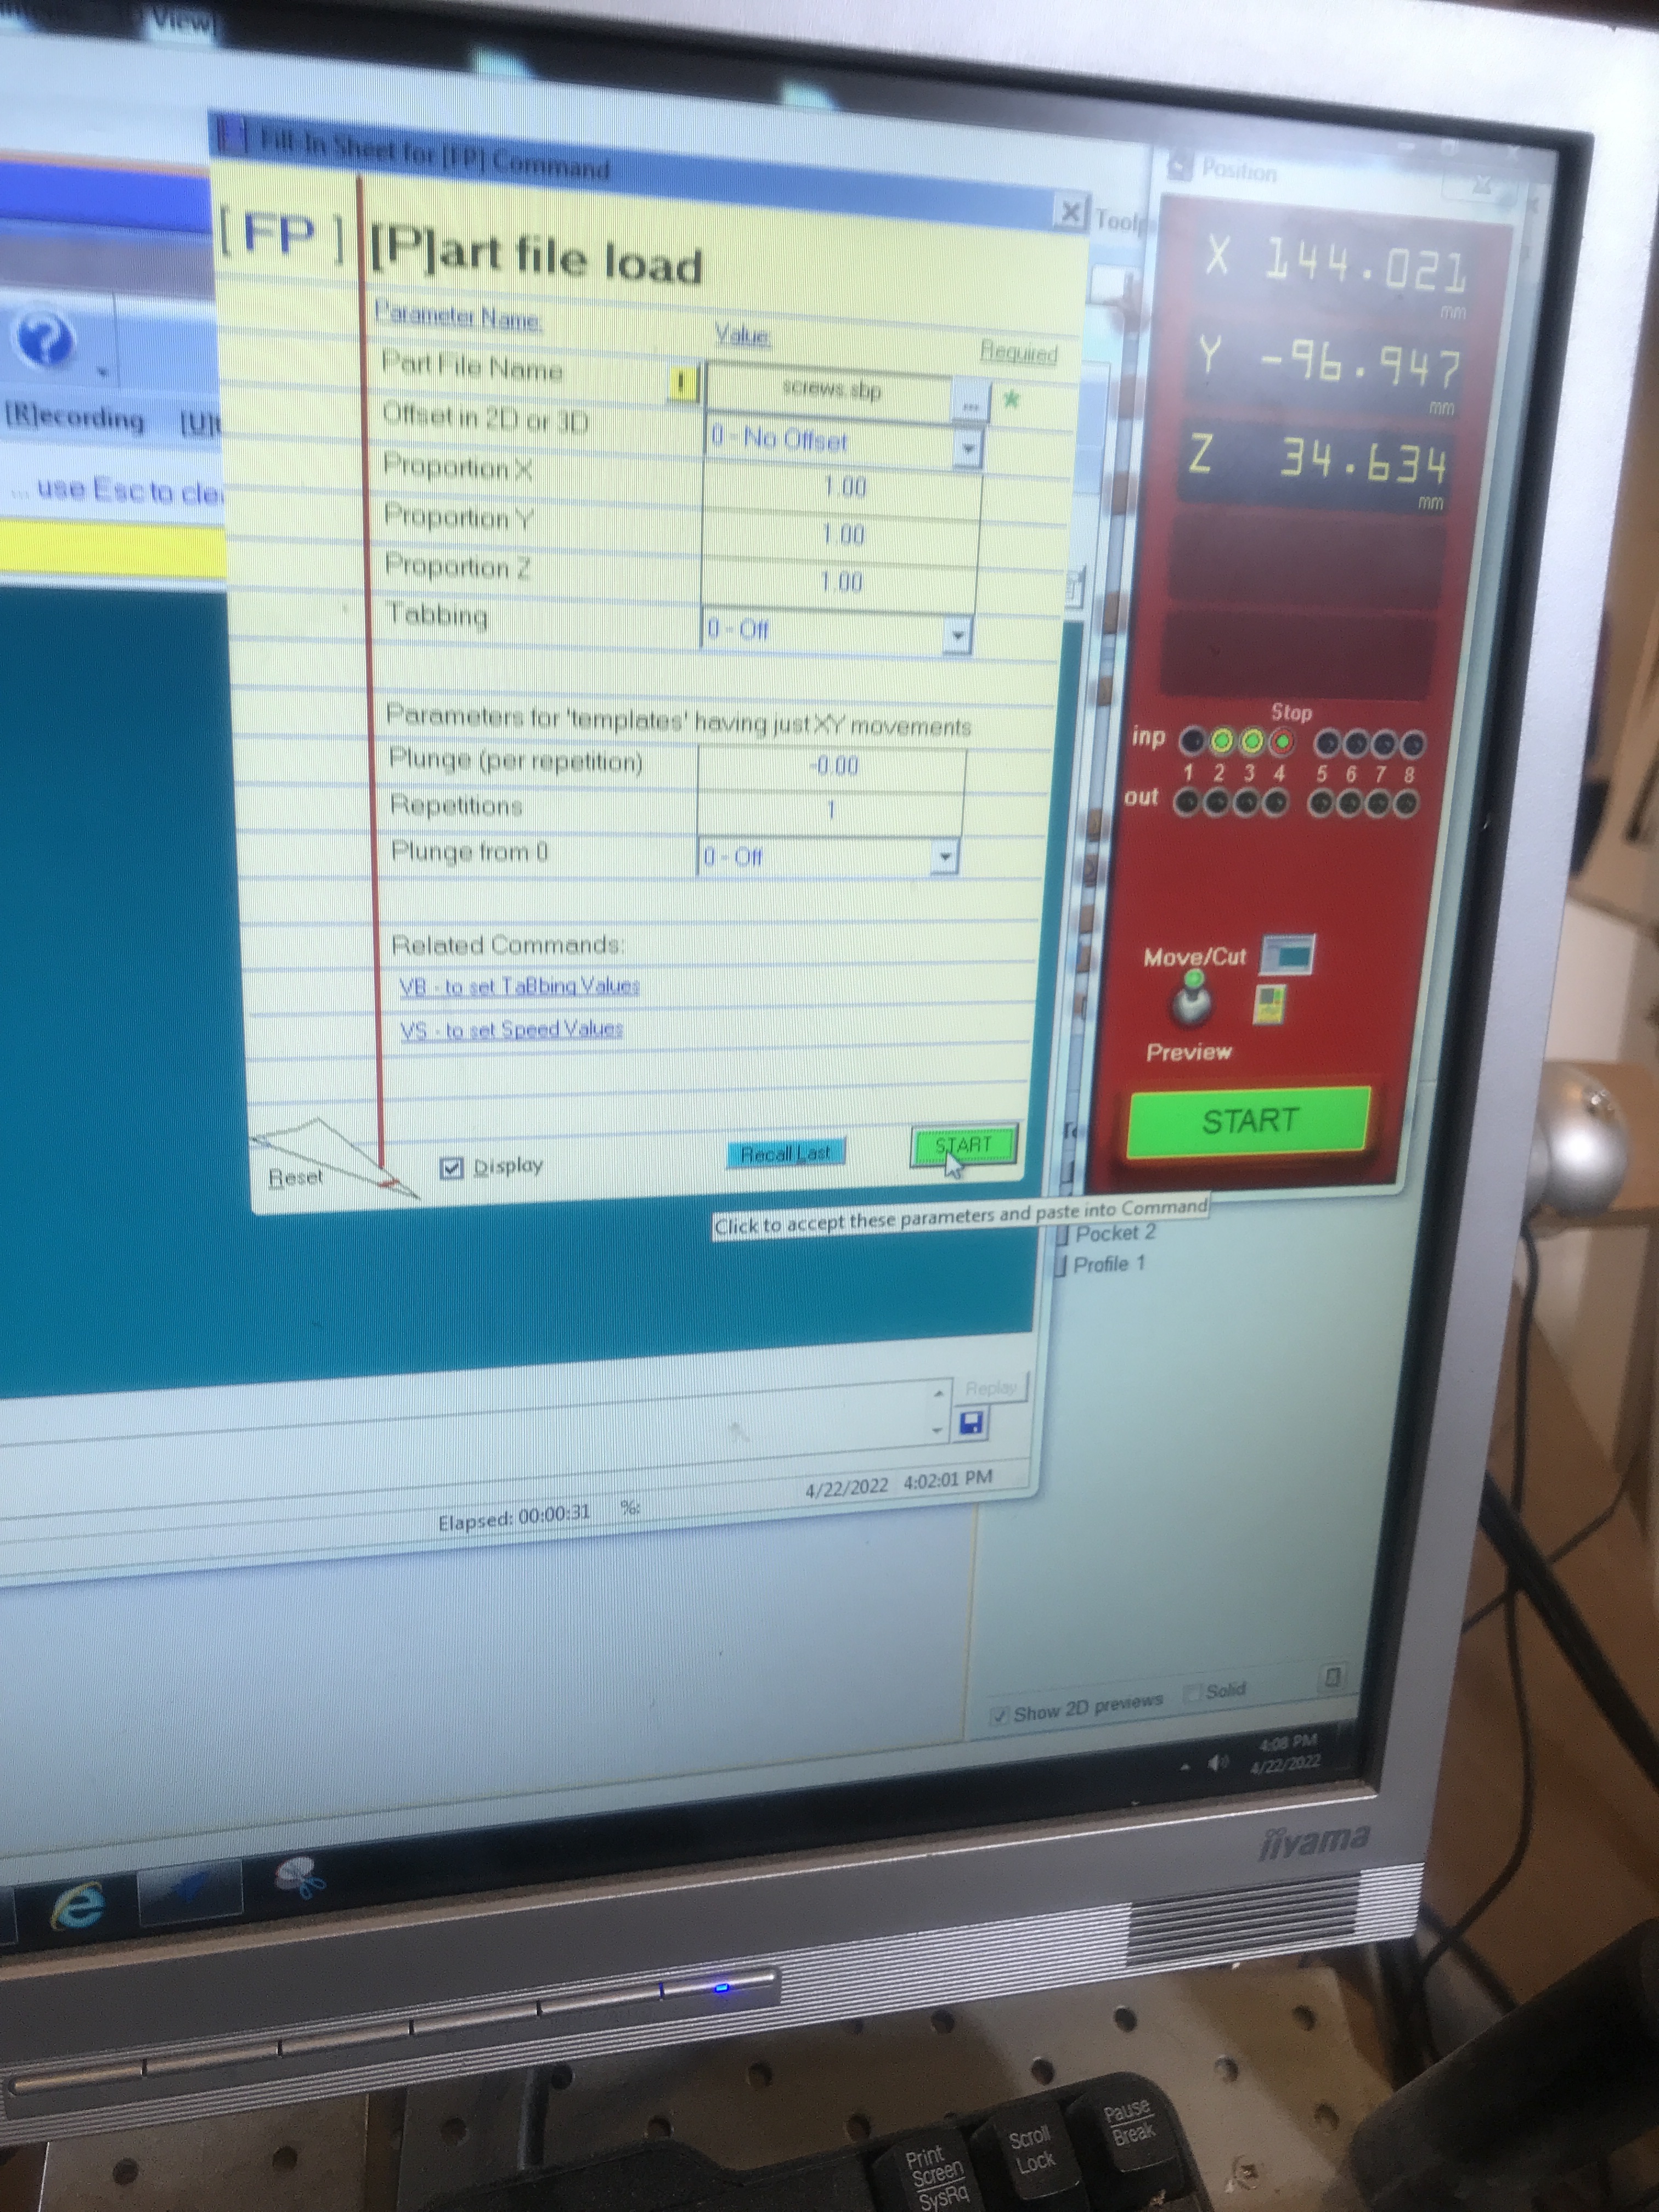 View
Fill-In Sheet for [FP] Command
[ FP ] [P]art file load
Parameter Name: Value: Required
Part File Name ! screws.sbp ... *
Offset in 2D or 3D 0 - No Offset
Proportion X 1.00
Proportion Y 1.00
Proportion Z 1.00
Tabbing 0 - Off
Parameters for 'templates' having just XY movements
Plunge (per repetition) -0.00
Repetitions 1
Plunge from 0 0 - Off
Related Commands:
VB - to set TaBbing Values
VS - to set Speed Values
Reset Display Recall Last START
Click to accept these parameters and paste into Command
[R]ecording
... use Esc to
Position
X 144.021
mm
Y -96.947
mm
Z 34.634
mm
Stop
inp
1 2 3 4 5 6 7 8
out
Move/Cut
Preview
START
Pocket 2
Profile 1
Replay
Elapsed: 00:00:31 %: 4/22/2022 4:02:01 PM
Show 2D previews Solid
4:08 PM
4/22/2022
iiyama
Print
Screen
SysRq
Scroll
Lock
Pause
Break